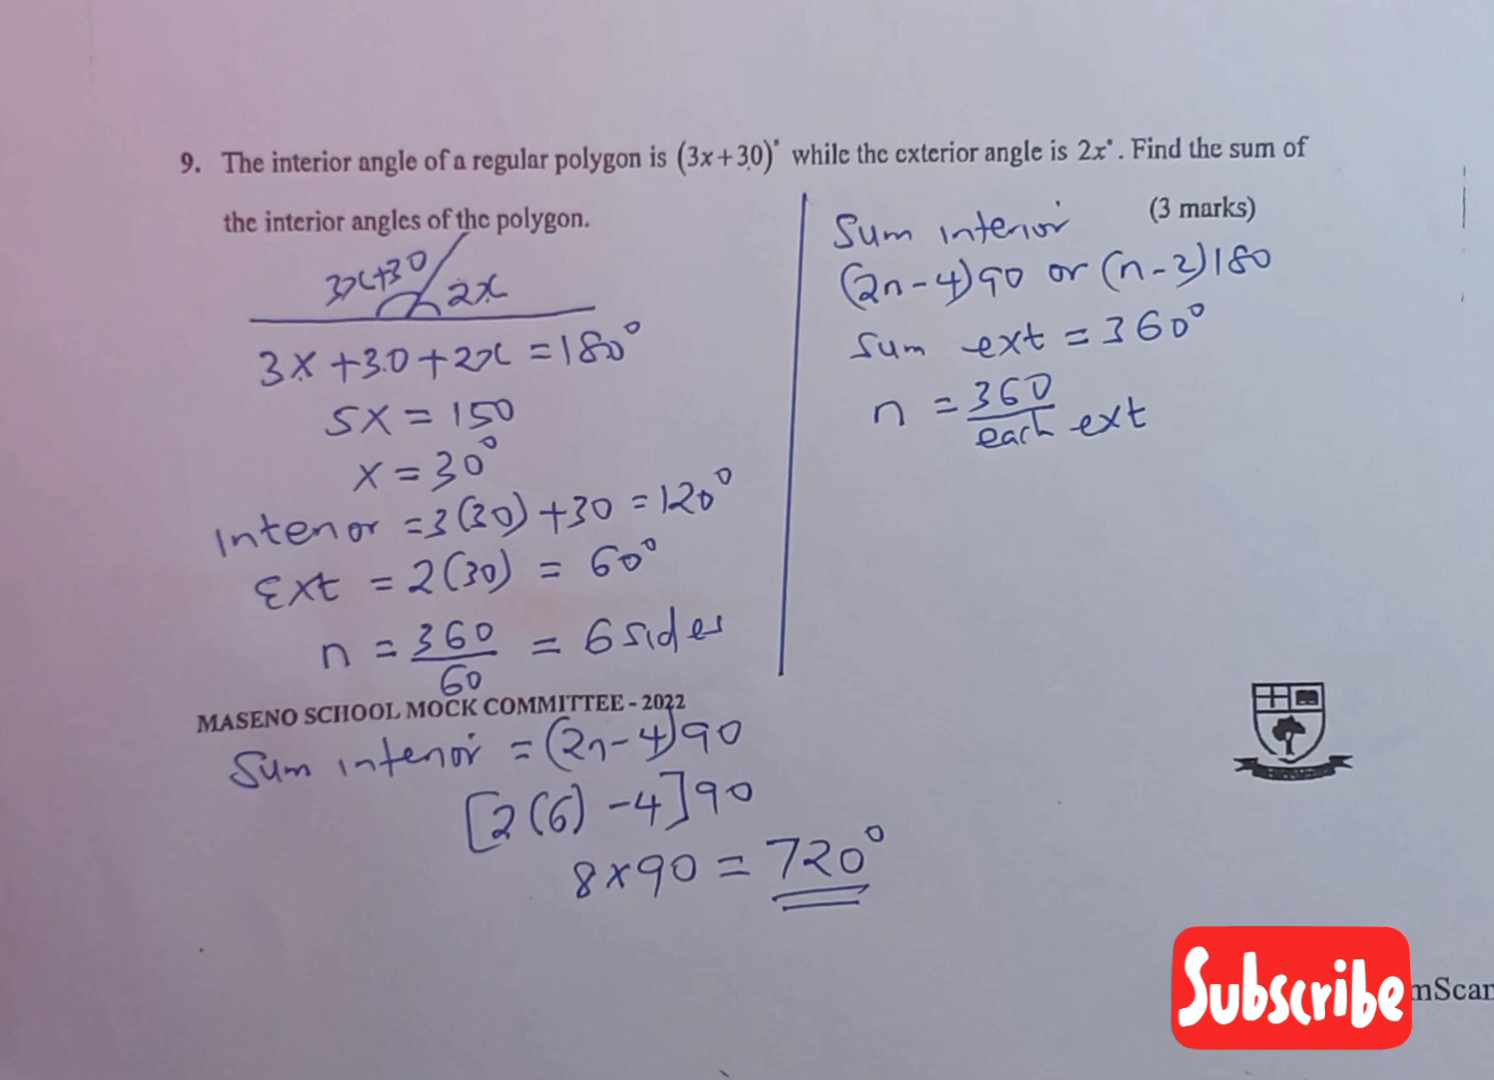 9. The interior angle of a regular polygon is (3x+30)° while the exterior angle is 2x°. Find the sum of
the interior angles of the polygon.
(3 marks)
3x+30
2x
3x+30+2x=180°
5x=150
x=30°
Interior=3(30)+30=120°
Ext=2(30)=60°
n=360/60=6 sides
MASENO SCHOOL MOCK COMMITTEE - 2022
Sum interior=(2n-4)90
[2(6)-4]90
8x90=720°
Sum interior
(2n-4)90 or (n-2)180
Sum ext=360°
n=360/each ext
Subscribe
mScan